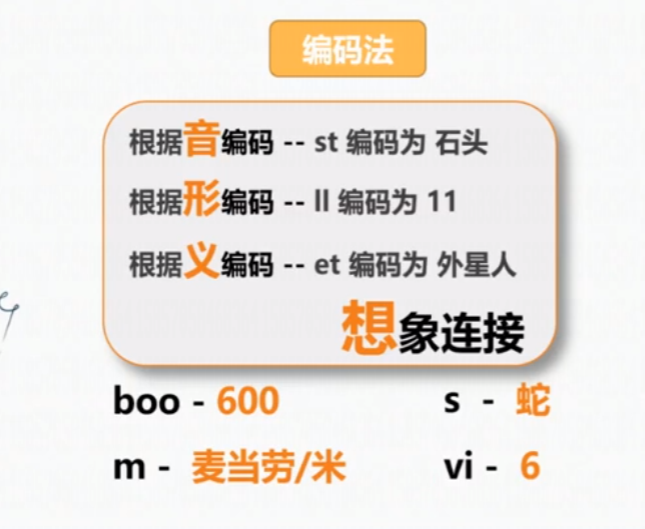 编码法
根据音编码 -- st 编码为 石头
根据形编码 -- ll 编码为 11
根据义编码 -- et 编码为 外星人
想象连接
boo - 600 s - 蛇
m - 麦当劳/米 vi - 6